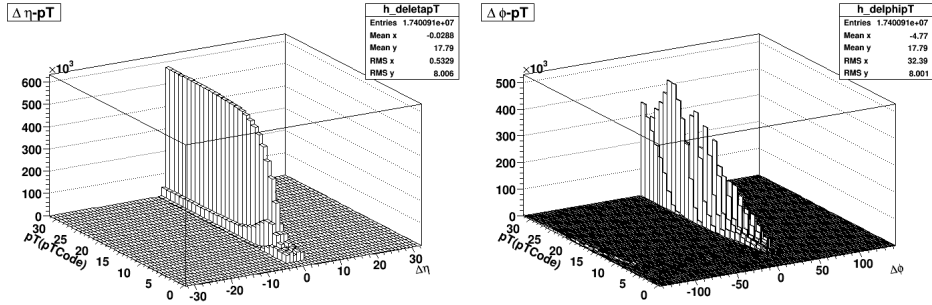 Δ η-pT
h_deletapT
Entries 1.740091e+07
Mean x -0.0288
Mean y 17.79
RMS x 0.5329
RMS y 8.006
×10³
600
500
400
300
200
100
0
30
25
20
15
10
5
0
pT(pTCode)
-30
-20
-10
0
10
20
30
Δη
Δ ϕ-pT
h_delphipT
Entries 1.740091e+07
Mean x -4.77
Mean y 17.79
RMS x 32.39
RMS y 8.001
×10³
500
400
300
200
100
0
30
25
20
15
10
5
0
pT(pTCode)
-100
-50
0
50
100
Δϕ